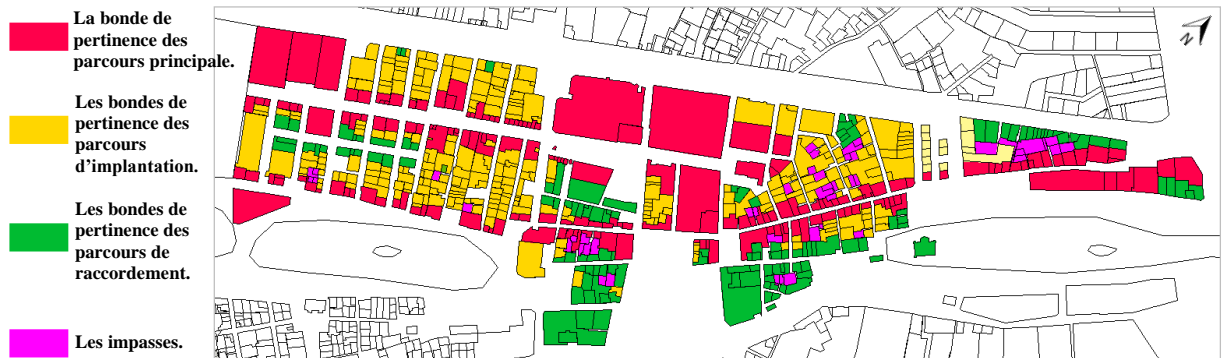 La bonde de
pertinence des
parcours principale.
Les bondes de
pertinence des
parcours
d'implantation.
Les bondes de
pertinence des
parcours de
raccordement.
Les impasses.
N